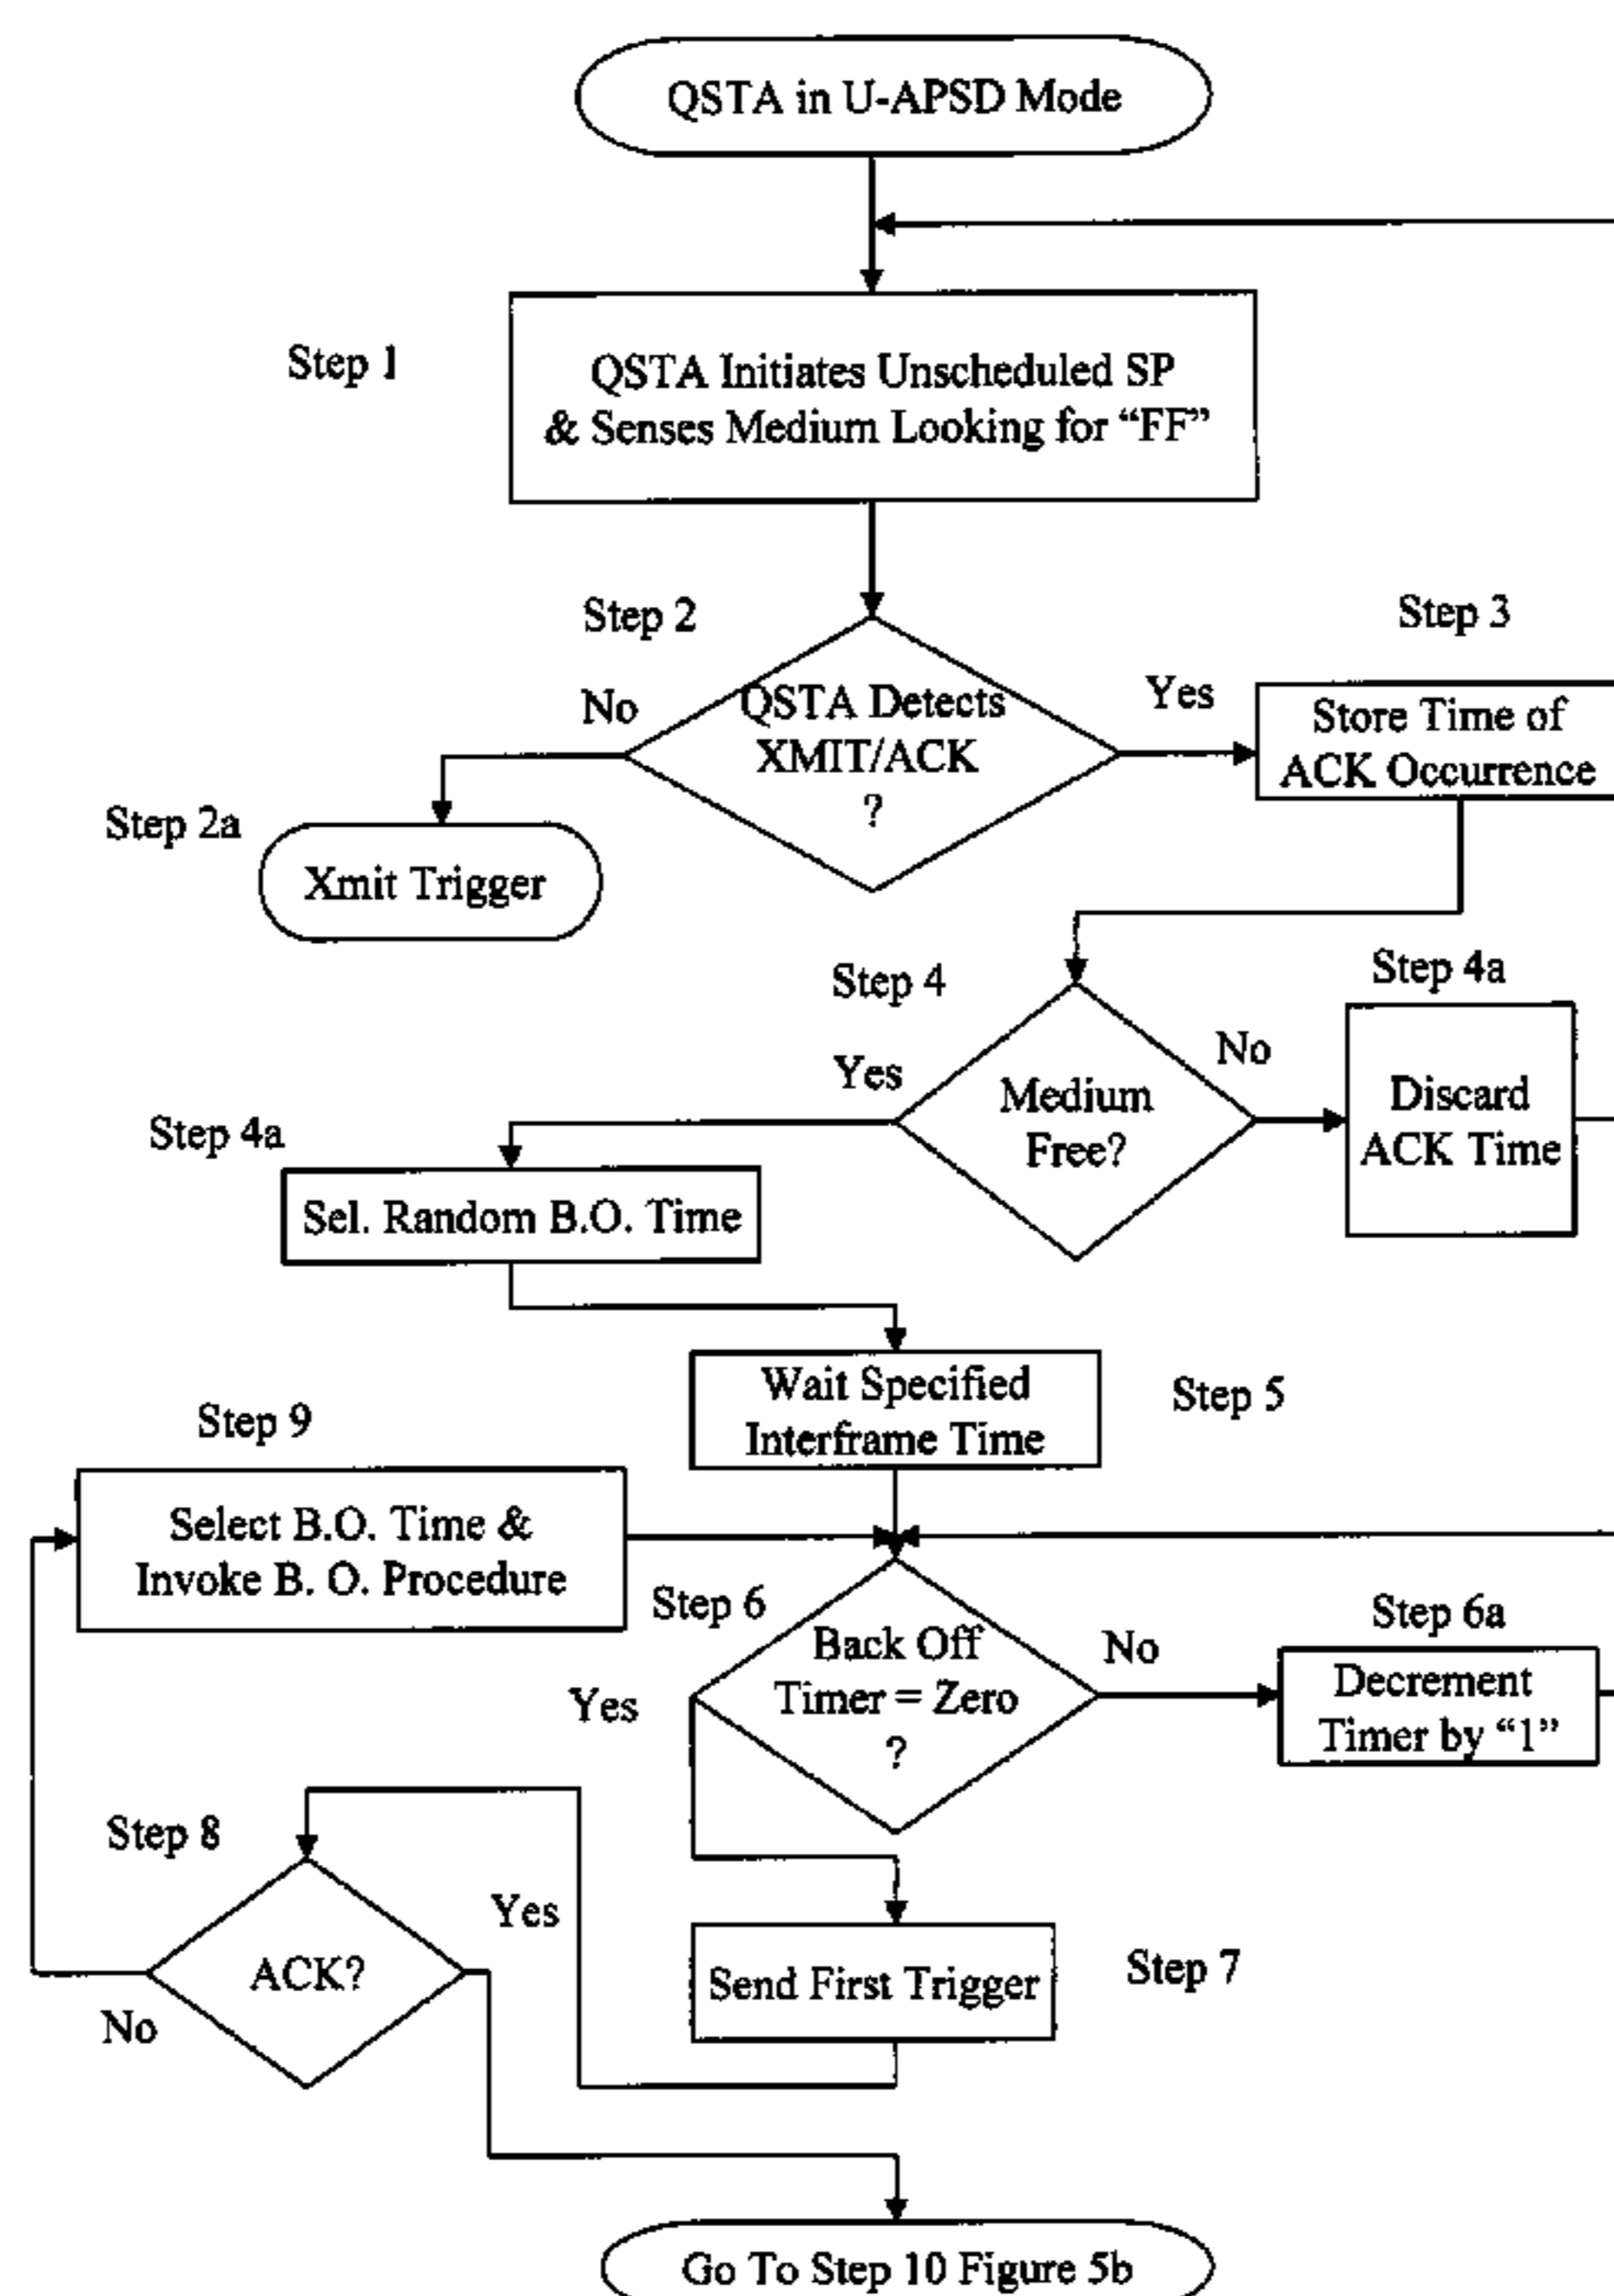 QSTA in U-APSD Mode
Step 1
QSTA Initiates Unscheduled SP
& Senses Medium Looking for “FF”
Step 2
Step 3
No
QSTA Detects
XMIT/ACK
?
Yes
Store Time of
ACK Occurrence
Step 2a
Xmit Trigger
Step 4
Step 4a
Yes
Medium
Free?
No
Discard
ACK Time
Step 4a
Sel. Random B.O. Time
Wait Specified
Interframe Time
Step 5
Step 9
Select B.O. Time &
Invoke B. O. Procedure
Step 6
Back Off
Timer = Zero
?
Yes
No
Step 6a
Decrement
Timer by “1”
Step 8
ACK?
Yes
No
Send First Trigger
Step 7
Go To Step 10 Figure 5b